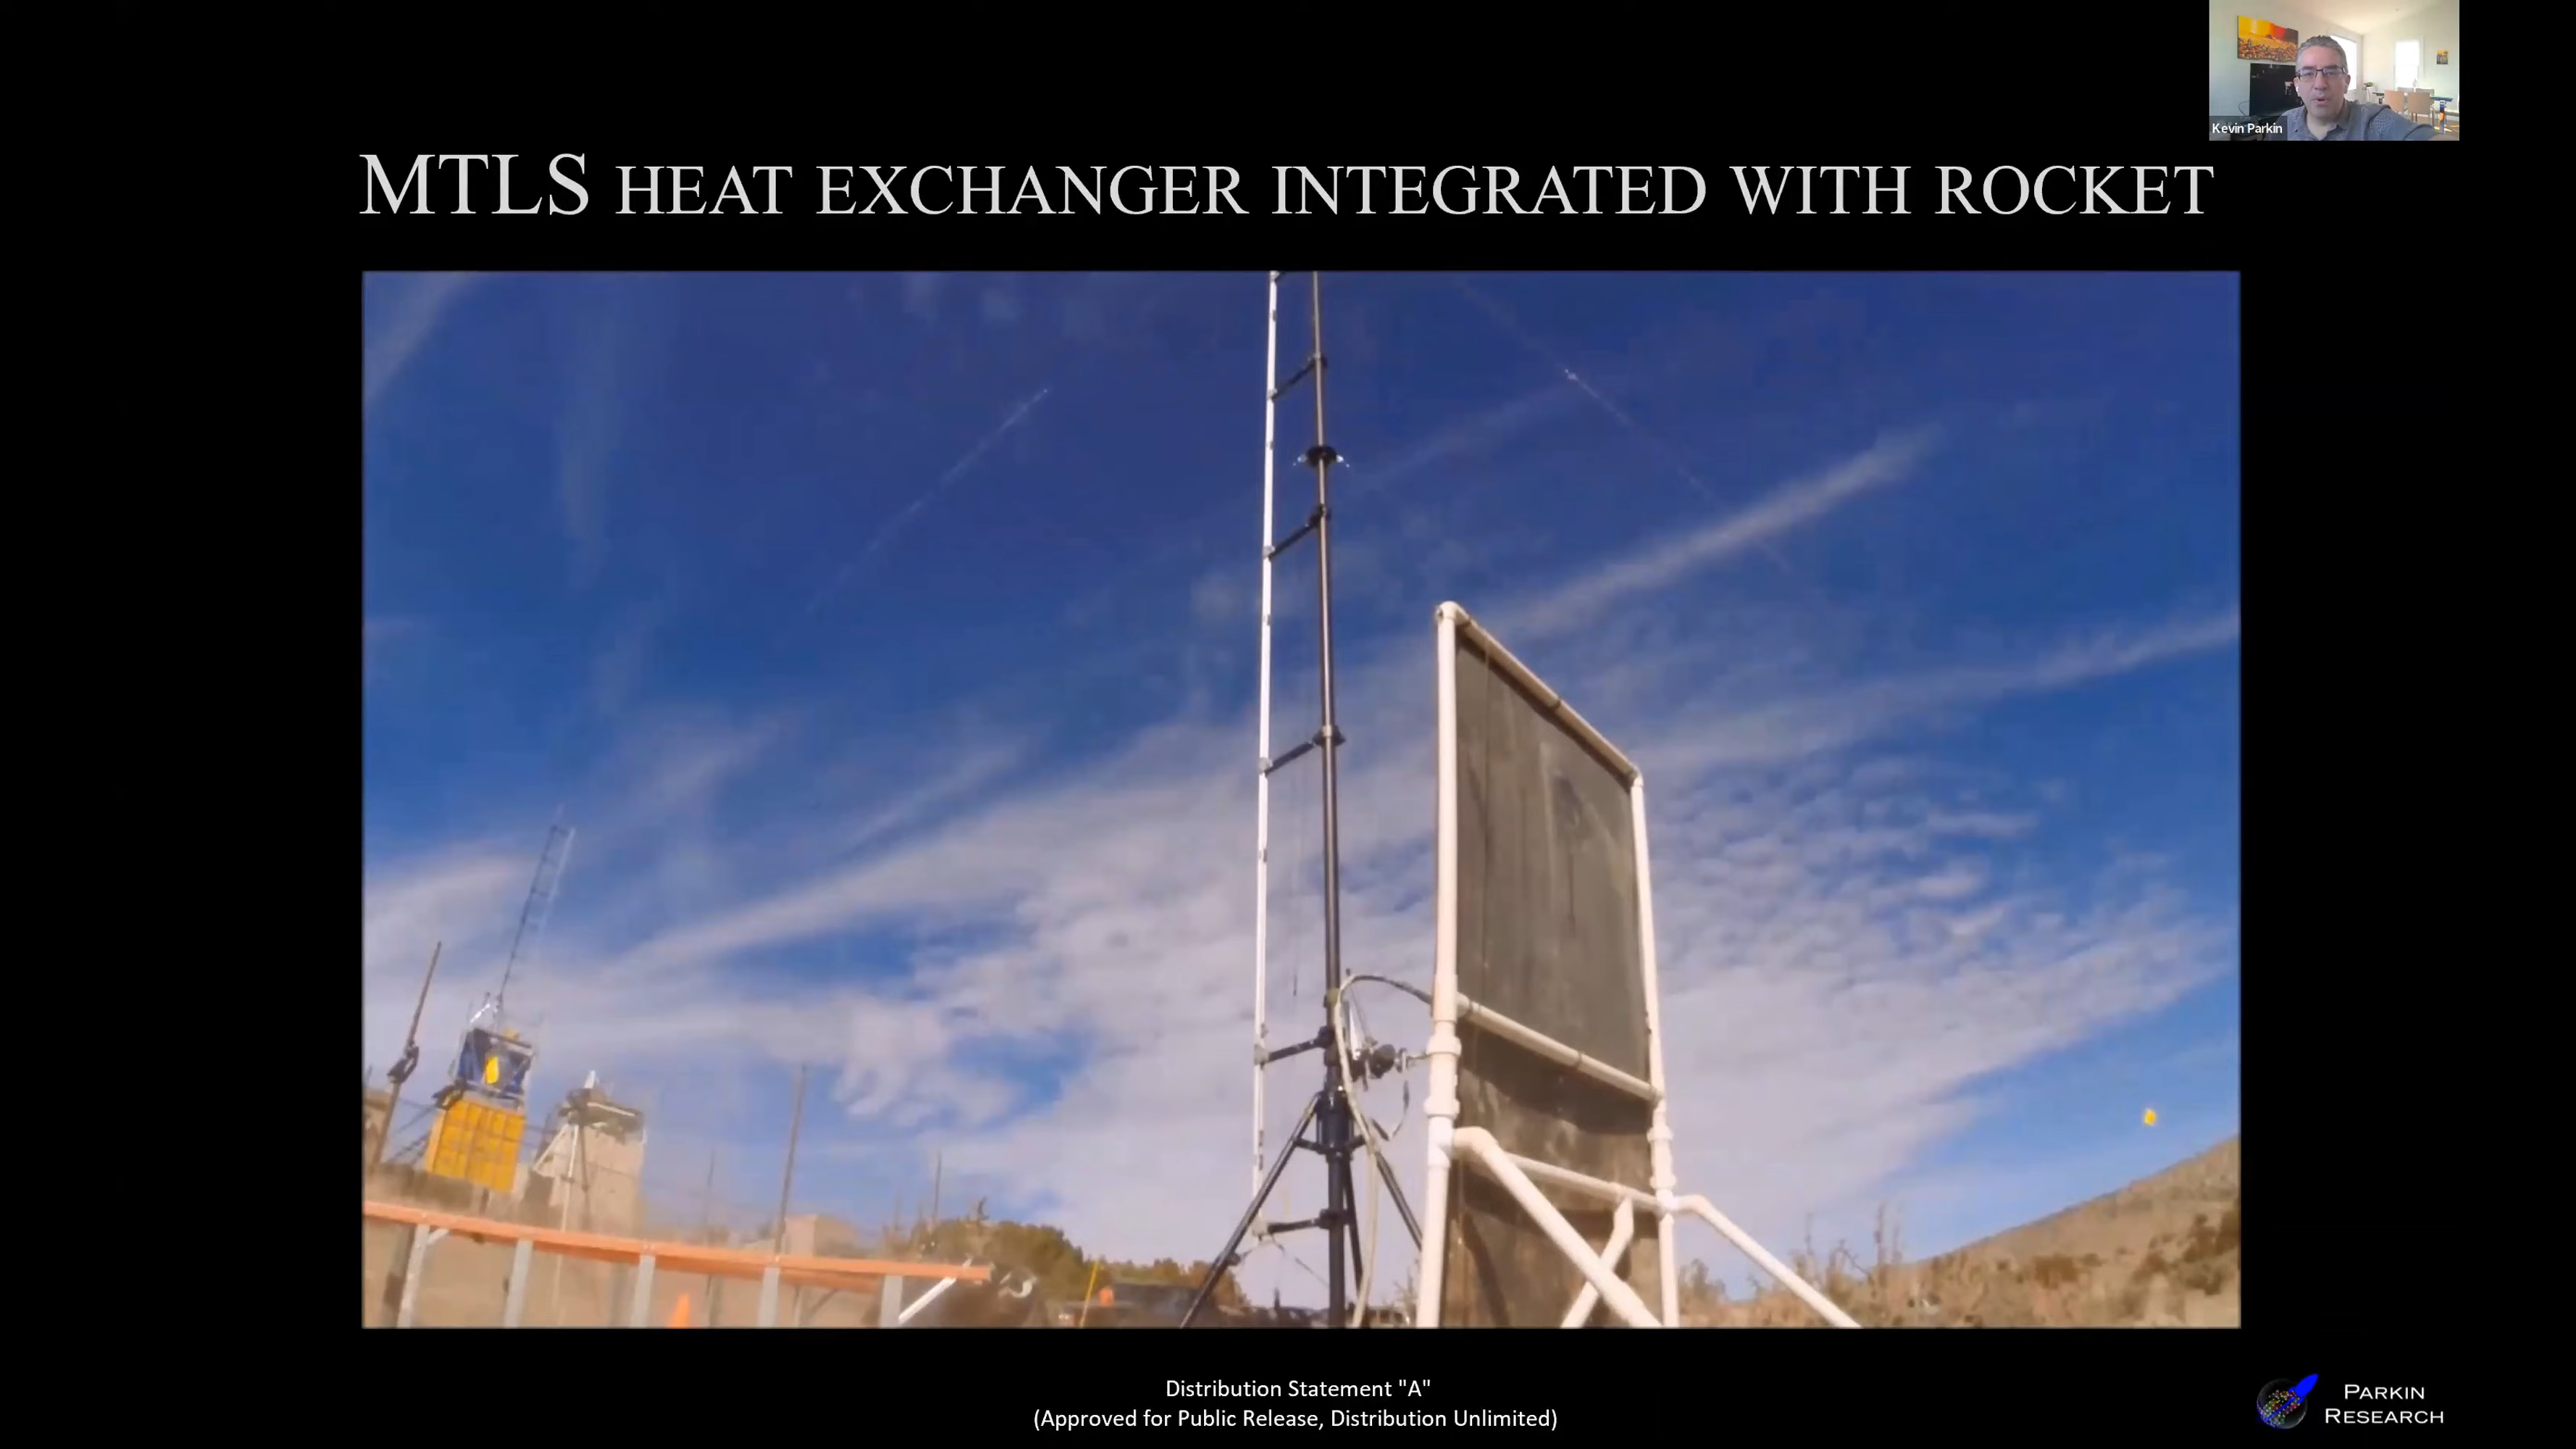 Kevin Parkin
MTLS HEAT EXCHANGER INTEGRATED WITH ROCKET
Distribution Statement "A"
(Approved for Public Release, Distribution Unlimited)
PARKIN
RESEARCH